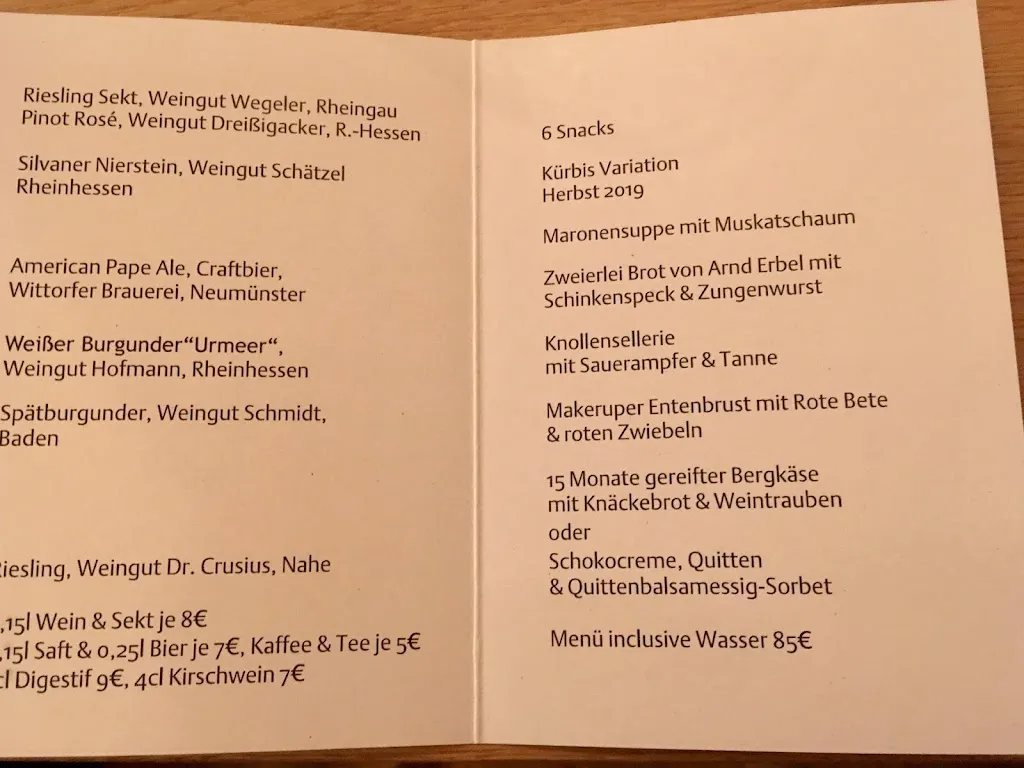 Riesling Sekt, Weingut Wegeler, Rheingau
Pinot Rosé, Weingut Dreißigacker, R.-Hessen
Silvaner Nierstein, Weingut Schätzel
Rheinhessen
American Pape Ale, Craftbier,
Wittorfer Brauerei, Neumünster
Weißer Burgunder“Urmeer“,
Weingut Hofmann, Rheinhessen
Spätburgunder, Weingut Schmidt,
Baden
Riesling, Weingut Dr. Crusius, Nahe
,15l Wein & Sekt je 8€
,15l Saft & 0,25l Bier je 7€, Kaffee & Tee je 5€
cl Digestif 9€, 4cl Kirschwein 7€
6 Snacks
Kürbis Variation
Herbst 2019
Maronensuppe mit Muskatschaum
Zweierlei Brot von Arnd Erbel mit
Schinkenspeck & Zungenwurst
Knollensellerie
mit Sauerampfer & Tanne
Makeruper Entenbrust mit Rote Bete
& roten Zwiebeln
15 Monate gereifter Bergkäse
mit Knäckebrot & Weintrauben
oder
Schokocreme, Quitten
& Quittenbalsamessig-Sorbet
Menü inclusive Wasser 85€